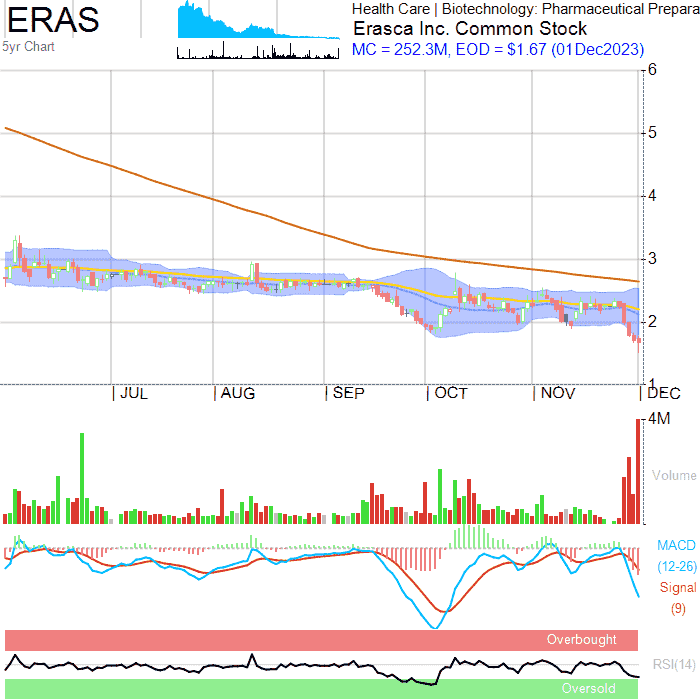 ERAS
5yr Chart
Health Care | Biotechnology: Pharmaceutical Prepara
Erasca Inc. Common Stock
MC = 252.3M, EOD = $1.67 (01Dec2023)
6
5
4
3
2
1
JUL AUG SEP OCT NOV DEC
4M
Volume
MACD
(12-26)
Signal
(9)
Overbought
RSI(14)
Oversold